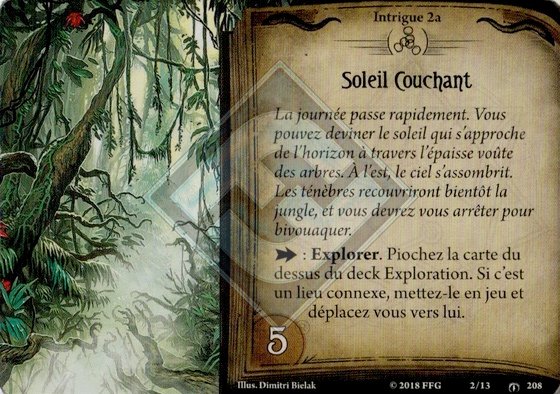 Intrigue 2a
Soleil Couchant
La journée passe rapidement. Vous
pouvez deviner le soleil qui s'approche
de l'horizon à travers l'épaisse voûte
des arbres. À l'est, le ciel s'assombrit.
Les ténèbres recouvriront bientôt la
jungle, et vous devrez vous arrêter pour
bivouaquer.
: Explorer. Piochez la carte du
dessus du deck Exploration. Si c'est
un lieu connexe, mettez-le en jeu et
déplacez vous vers lui.
5
Illus. Dimitri Bielak © 2018 FFG 2/13 208